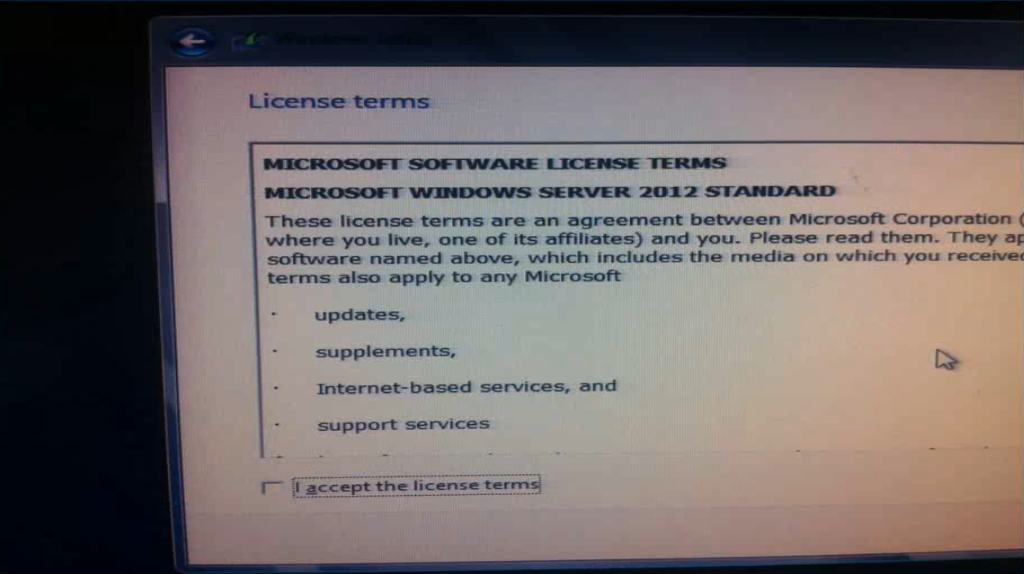 License terms
MICROSOFT SOFTWARE LICENSE TERMS
MICROSOFT WINDOWS SERVER 2012 STANDARD
These license terms are an agreement between Microsoft Corporation (
where you live, one of its affiliates) and you. Please read them. They ap
software named above, which includes the media on which you received
terms also apply to any Microsoft
· updates,
· supplements,
· Internet-based services, and
· support services
I accept the license terms